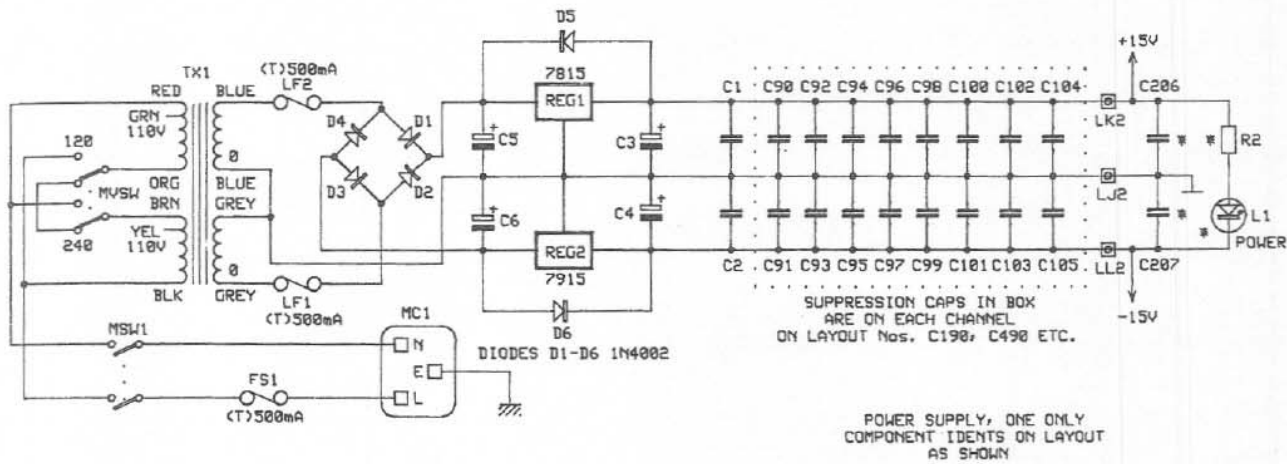 D5
7815
REG1
TX1
(T)500mA
LF2
RED
BLUE
GRN
110V
0
120
MVSW
240
ORG
BRN
YEL
110V
BLK
BLUE
GREY
0
GREY
LF1
(T)500mA
D4
D1
D3
D2
+
C5
+
C6
+
C3
+
C4
REG2
7915
D6
DIODES D1-D6 1N4002
C1 C90 C92 C94 C96 C98 C100 C102 C104
C2 C91 C93 C95 C97 C99 C101 C103 C105
SUPPRESSION CAPS IN BOX
ARE ON EACH CHANNEL
ON LAYOUT Nos. C190, C490 ETC.
LK2
LJ2
LL2
+15V
C206
*
*
R2
*
*
L1
POWER
C207
-15V
MSW1
FS1
(T)500mA
MC1
N
E
L
POWER SUPPLY, ONE ONLY
COMPONENT IDENTS ON LAYOUT
AS SHOWN